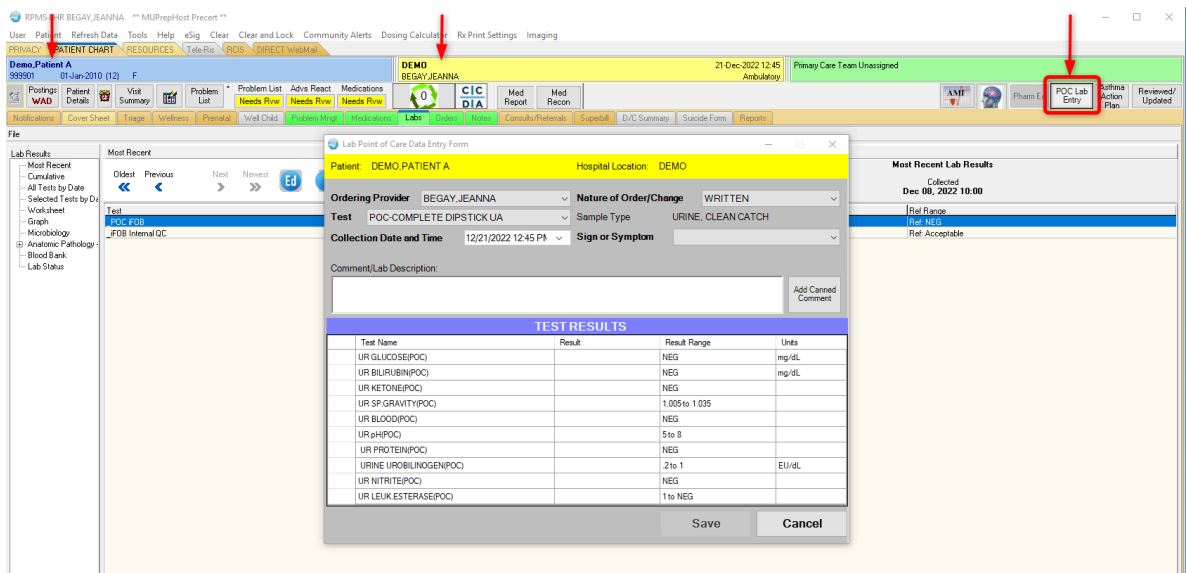 RPMS-EHR BEGAY,JEANNA ** MUPrepHost Precert **
User Patient Refresh Data Tools Help eSig Clear Clear and Lock Community Alerts Dosing Calculator Rx Print Settings Imaging
PRIVACY PATIENT CHART RESOURCES Tele-Ris RCIS DIRECT WebMail
Demo,Patient A
999901 01-Jan-2010 (12) F
DEMO 21-Dec-2022 12:45
BEGAY,JEANNA Ambulatory
Primary Care Team Unassigned
Postings WAD
Patient Details
Visit Summary
Problem List
Problem List Needs Rvw
Advs React Needs Rvw
Medications Needs Rvw
0
CC DIA
Med Report
Med Recon
AMI
Pharm
POC Lab Entry
Asthma Action Plan
Reviewed/ Updated
Notifications Cover Sheet Triage Wellness Prenatal Well Child Problem Mngt Medications Labs Orders Notes Consults/Referrals Superbill D/C Summary Suicide Form Reports
File
Lab Results
Most Recent
Cumulative
All Tests by Date
Selected Tests by Da
Worksheet
Graph
Microbiology
Anatomic Pathology
Blood Bank
Lab Status
Most Recent
Oldest Previous Next Newest
Ed
Test
_POC iFOB
_iFOB Internal QC
Most Recent Lab Results
Collected
Dec 08, 2022 10:00
Ref Range
Ref: NEG
Ref: Acceptable
Lab Point of Care Data Entry Form
Patient: DEMO,PATIENT A Hospital Location: DEMO
Ordering Provider BEGAY,JEANNA Nature of Order/Change WRITTEN
Test POC-COMPLETE DIPSTICK UA Sample Type URINE, CLEAN CATCH
Collection Date and Time 12/21/2022 12:45 PM Sign or Symptom
Comment/Lab Description:
Add Canned Comment
TEST RESULTS
Test Name Result Result Range Units
UR GLUCOSE(POC) NEG mg/dL
UR BILIRUBIN(POC) NEG mg/dL
UR KETONE(POC) NEG
UR SP.GRAVITY(POC) 1.005 to 1.035
UR BLOOD(POC) NEG
UR pH(POC) 5 to 8
UR PROTEIN(POC) NEG
URINE UROBILINOGEN(POC) .2 to 1 EU/dL
UR NITRITE(POC) NEG
UR LEUK.ESTERASE(POC) 1 to NEG
Save Cancel